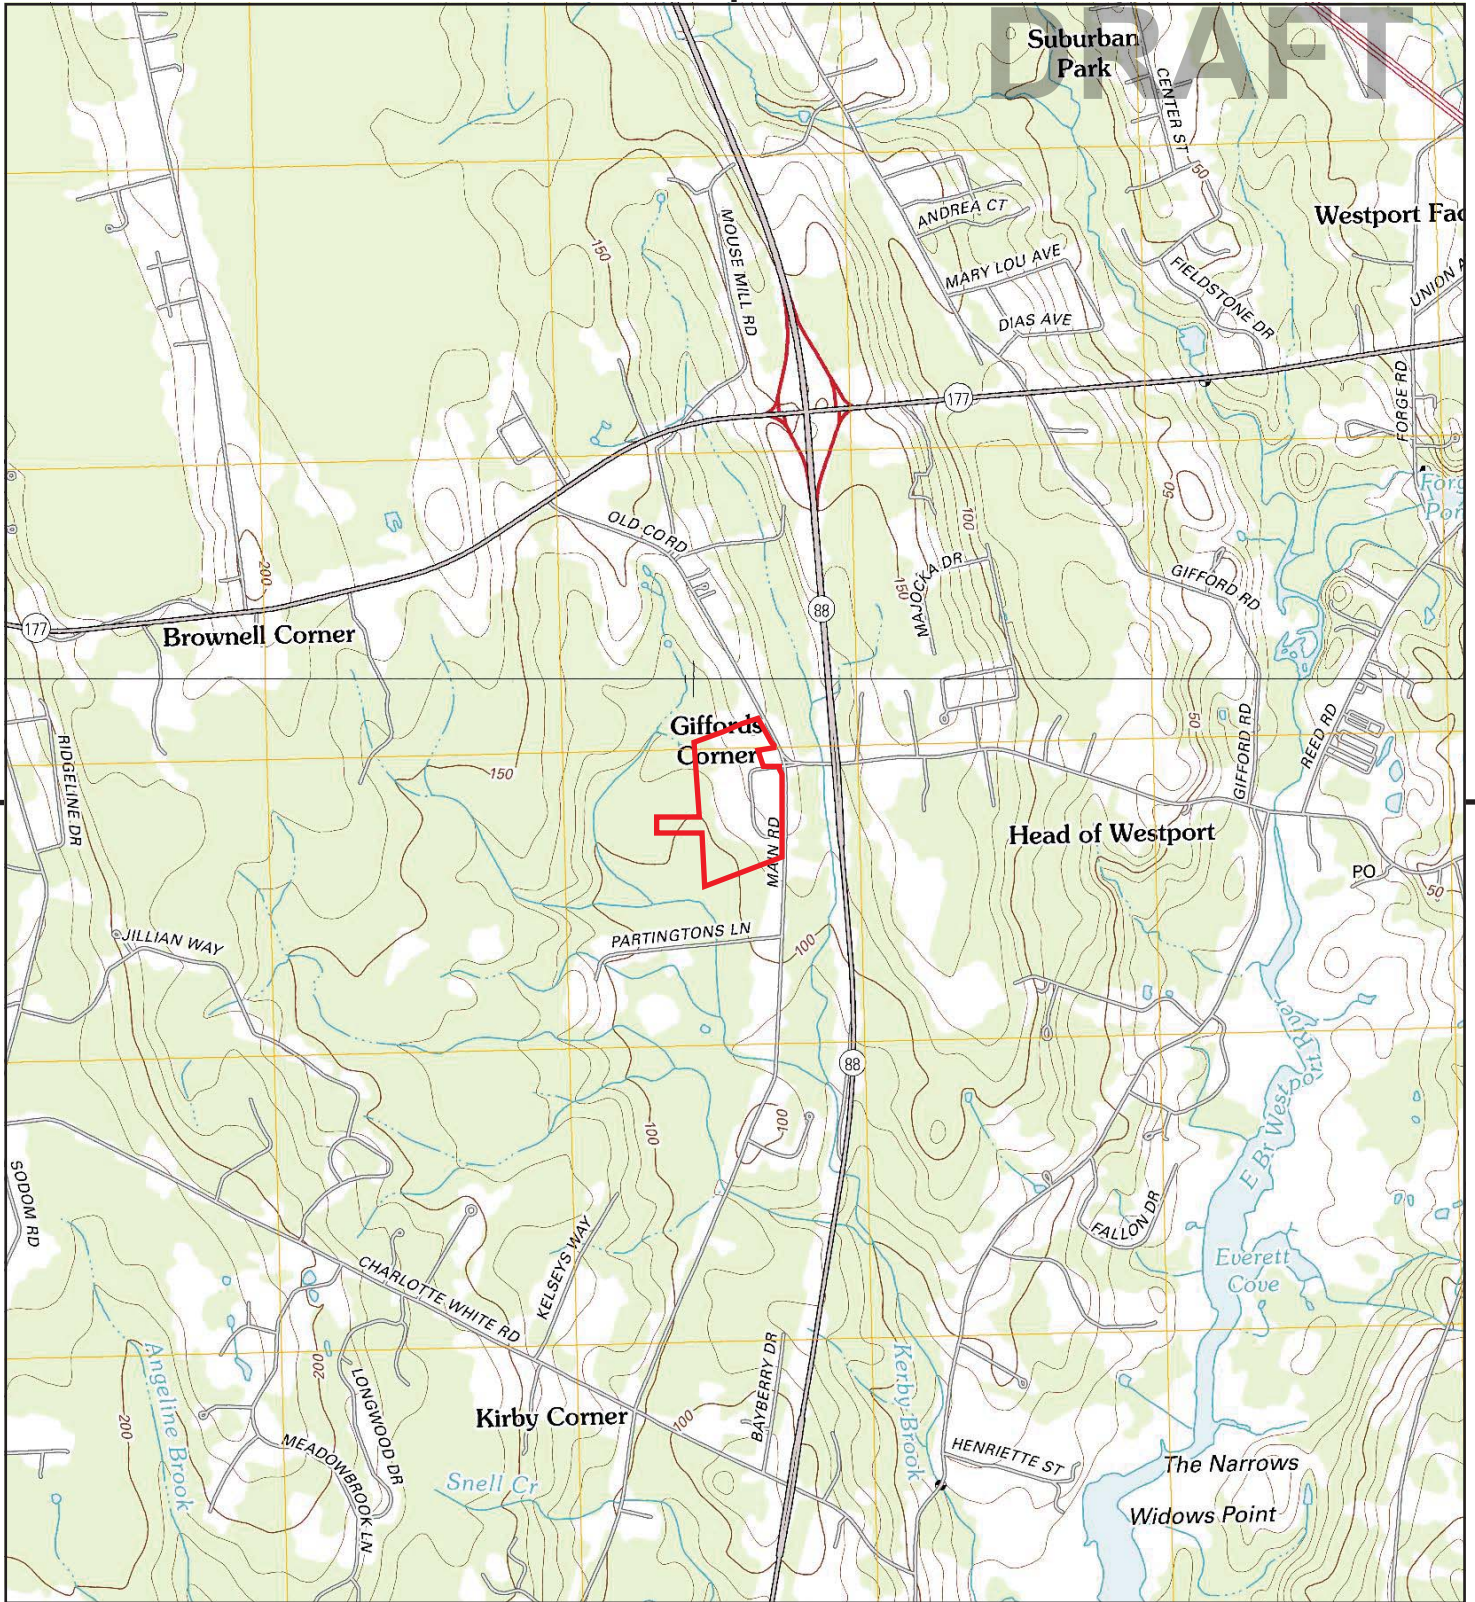 DRAFT
Suburban
Park
CENTER ST
50
Westport Fac
ANDREA CT
MOUSE MILL RD
150
MARY LOU AVE
FIELDSTONE DR
UNION A
DIAS AVE
177
FORGE RD
50
Forg
Pon
OLD CO RD
100
200
MAJOCKA DR
150
GIFFORD RD
88
177
Brownell Corner
Giffords
Corner
50
GIFFORD RD
REED RD
RIDGELINE DR
150
MAIN RD
Head of Westport
PO
50
JILLIAN WAY
PARTINGTONS LN
100
E Br Westport River
88
100
100
SODOM RD
FALLON DR
KELSEYS WAY
Everett
Cove
CHARLOTTE WHITE RD
Angeline Brook
200
LONGWOOD DR
BAYBERRY DR
Kerby Brook
200
Kirby Corner
100
MEADOWBROOK LN
HENRIETTE ST
The Narrows
Snell Cr
Widows Point